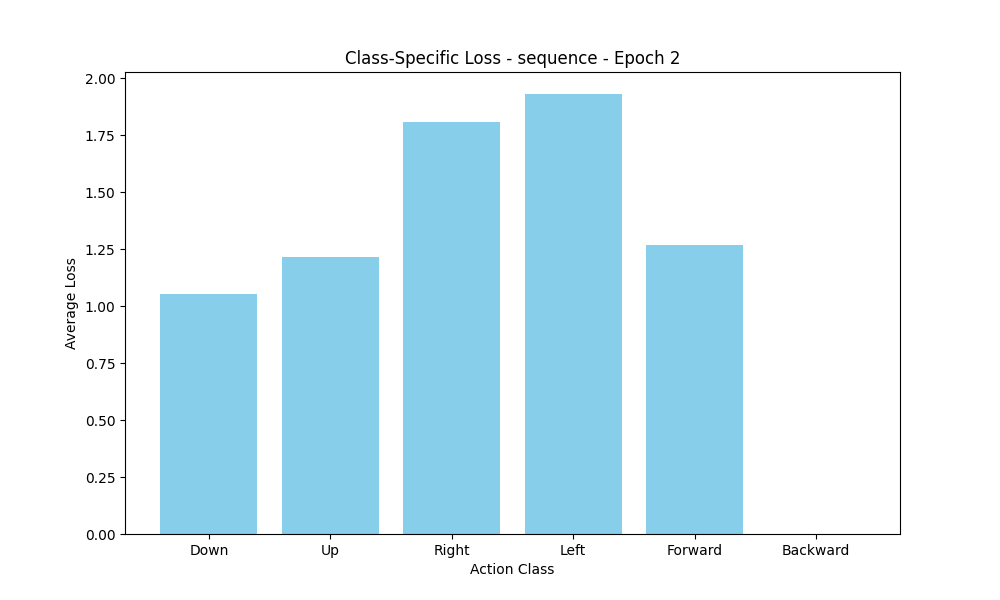 Class-Specific Loss - sequence - Epoch 2
2.00
1.75
1.50
1.25
1.00
0.75
0.50
0.25
0.00
Average Loss
Down Up Right Left Forward Backward
Action Class